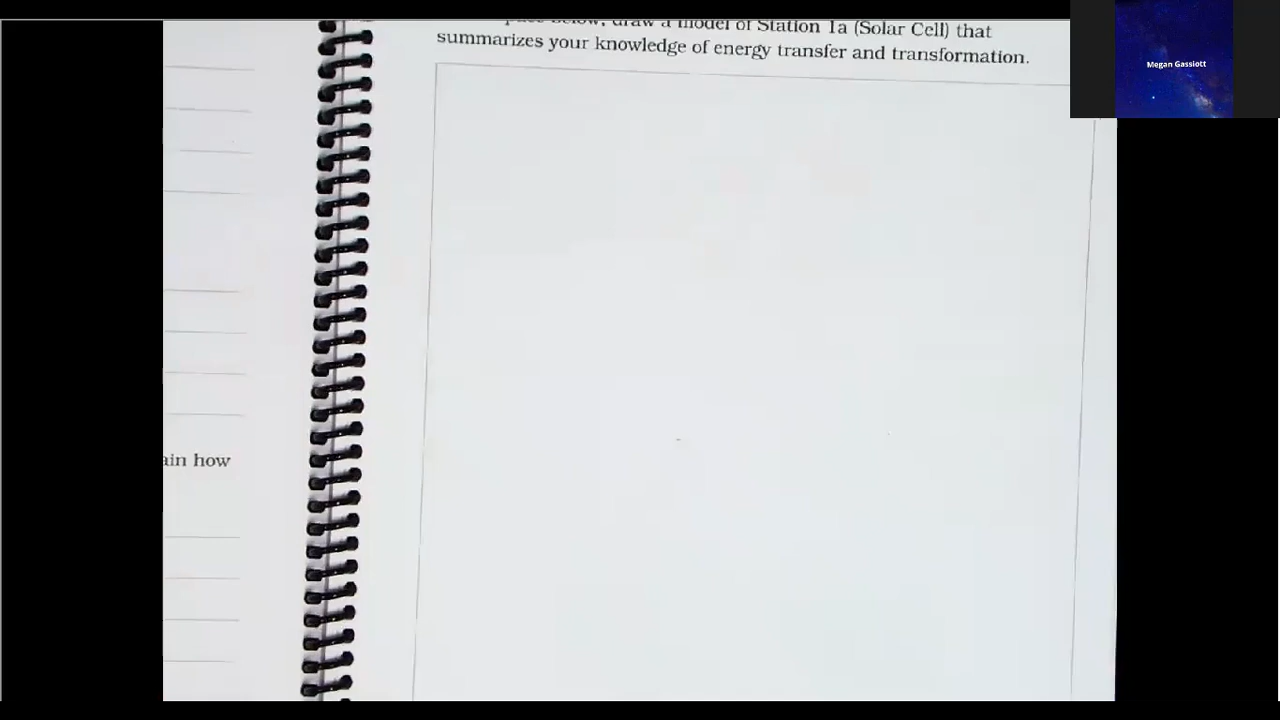 below, draw a model of Station 1a (Solar Cell) that
summarizes your knowledge of energy transfer and transformation.
Megan Gassiott
ain how